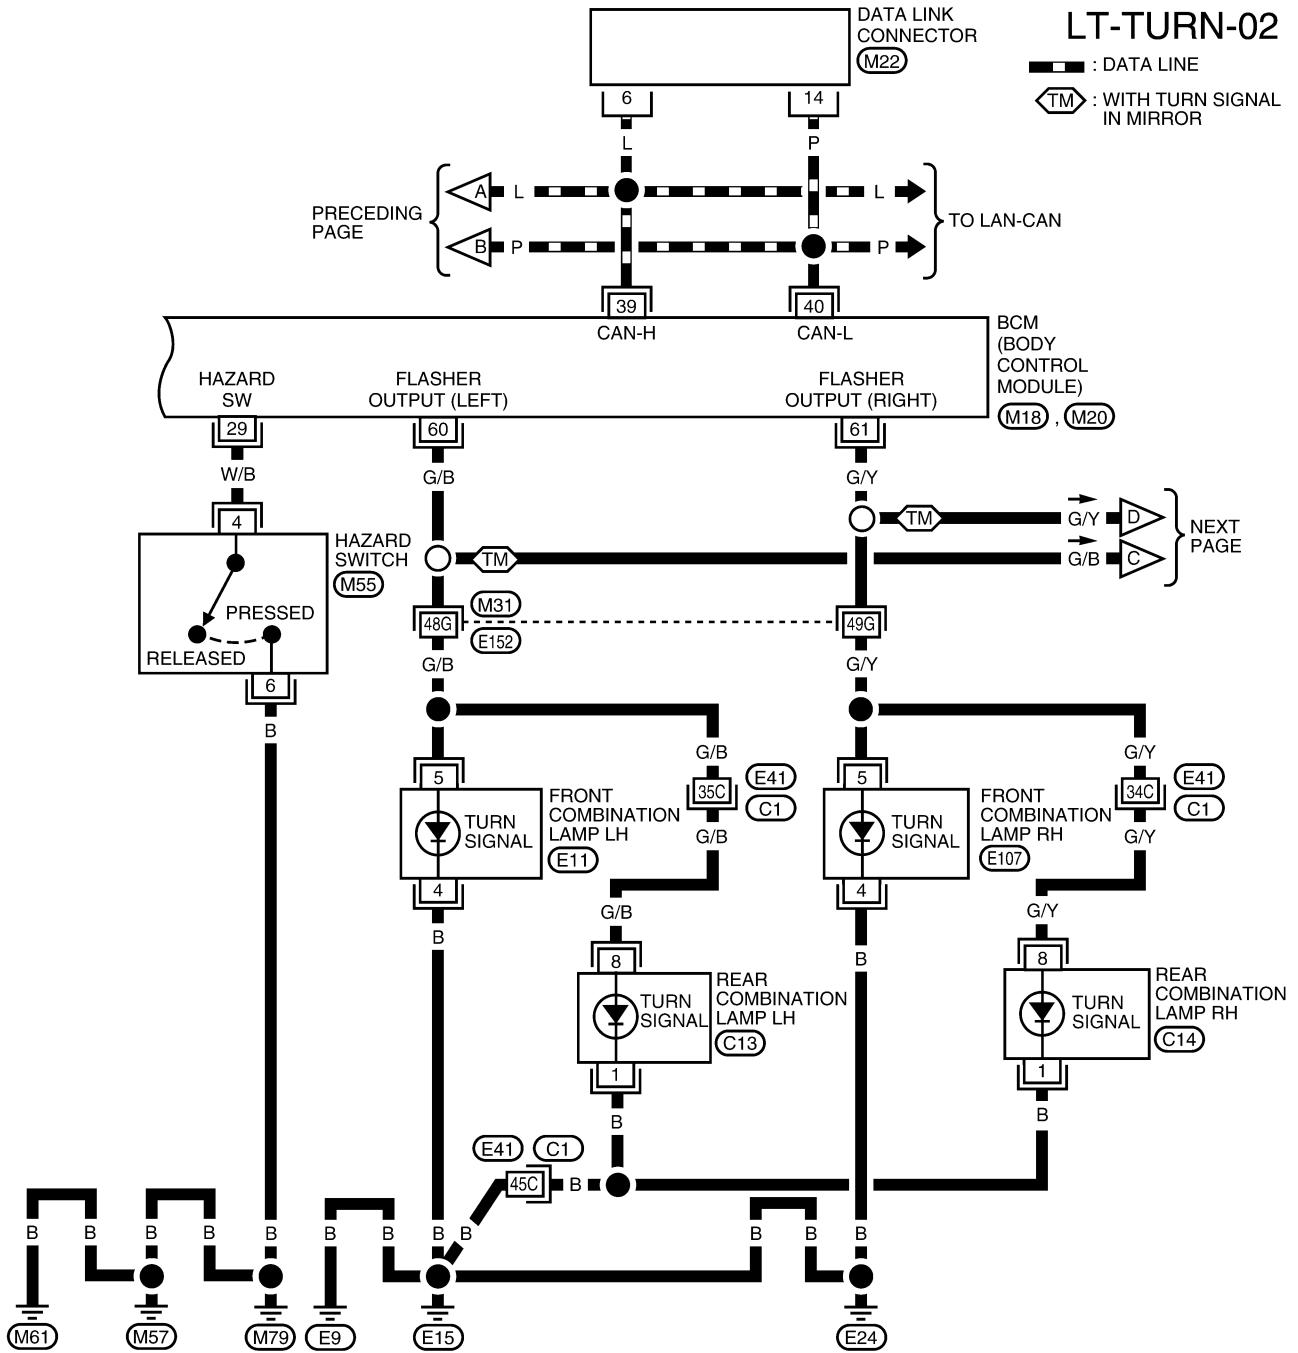 DATA LINK
CONNECTOR
M22
LT-TURN-02
: DATA LINE
TM : WITH TURN SIGNAL
IN MIRROR
6 14
L P
PRECEDING
PAGE
A L L
B P P
TO LAN-CAN
39 40
CAN-H CAN-L
BCM
(BODY
CONTROL
MODULE)
M18 , M20
HAZARD
SW
FLASHER
OUTPUT (LEFT)
FLASHER
OUTPUT (RIGHT)
29 60 61
W/B G/B G/Y
4
TM G/Y D
TM G/B C
NEXT
PAGE
HAZARD
SWITCH
M55
PRESSED
RELEASED
6
B
M31
48G 49G
E152
G/B G/Y
G/B G/Y
5 35C E41 C1
5 34C E41 C1
G/B G/Y
TURN
SIGNAL
FRONT
COMBINATION
LAMP LH
E11
TURN
SIGNAL
FRONT
COMBINATION
LAMP RH
E107
4 4
B B
G/B G/Y
8 8
TURN
SIGNAL
REAR
COMBINATION
LAMP LH
C13
TURN
SIGNAL
REAR
COMBINATION
LAMP RH
C14
1 1
B B
E41 C1
45C B
B B B B B B B B B B B B
M61 M57 M79 E9 E15 E24